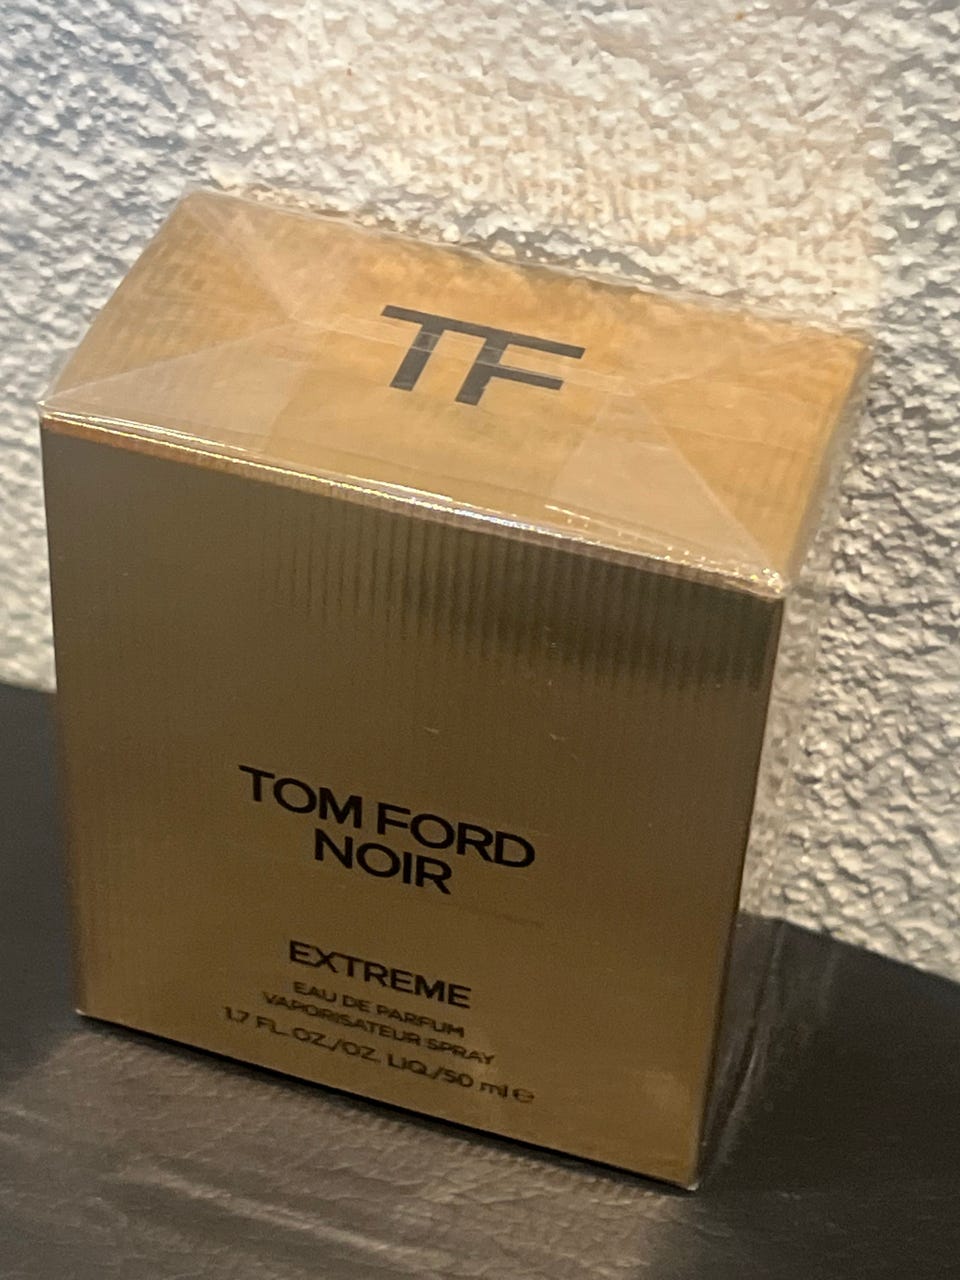 TF
TOM FORD
NOIR
EXTREME
EAU DE PARFUM
VAPORISATEUR SPRAY
1.7 FL. OZ./OZ. LIQ./50 ml ℮